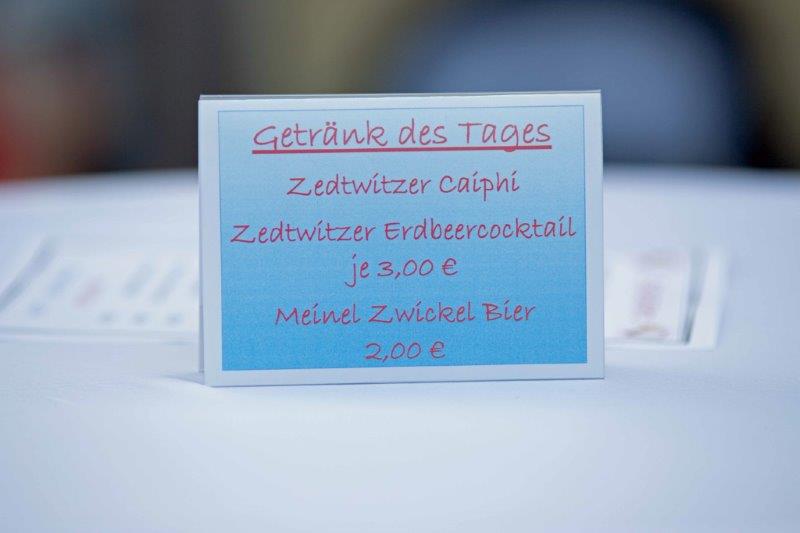 Getränk des Tages
Zedtwitzer Caiphi
Zedtwitzer Erdbeercocktail
je 3,00 €
Meinel Zwickel Bier
2,00 €